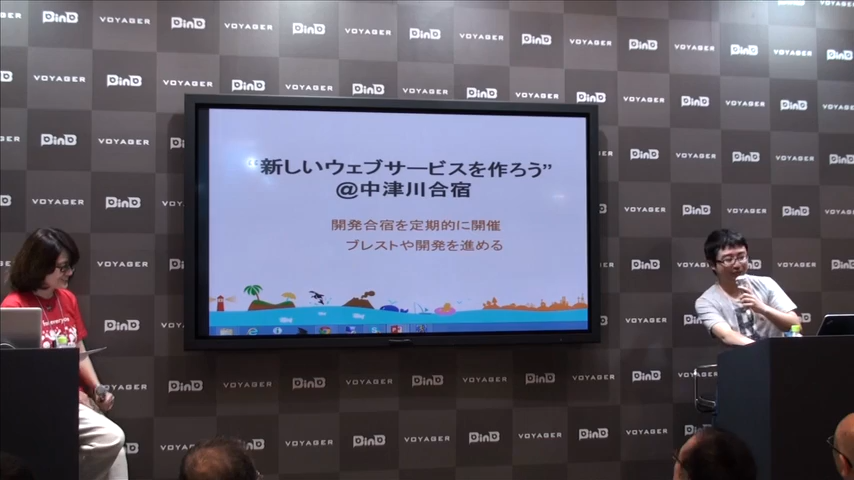 “新しいウェブサービスを作ろう”
@中津川合宿
開発合宿を定期的に開催
ブレストや開発を進める
VOYAGER
BinB